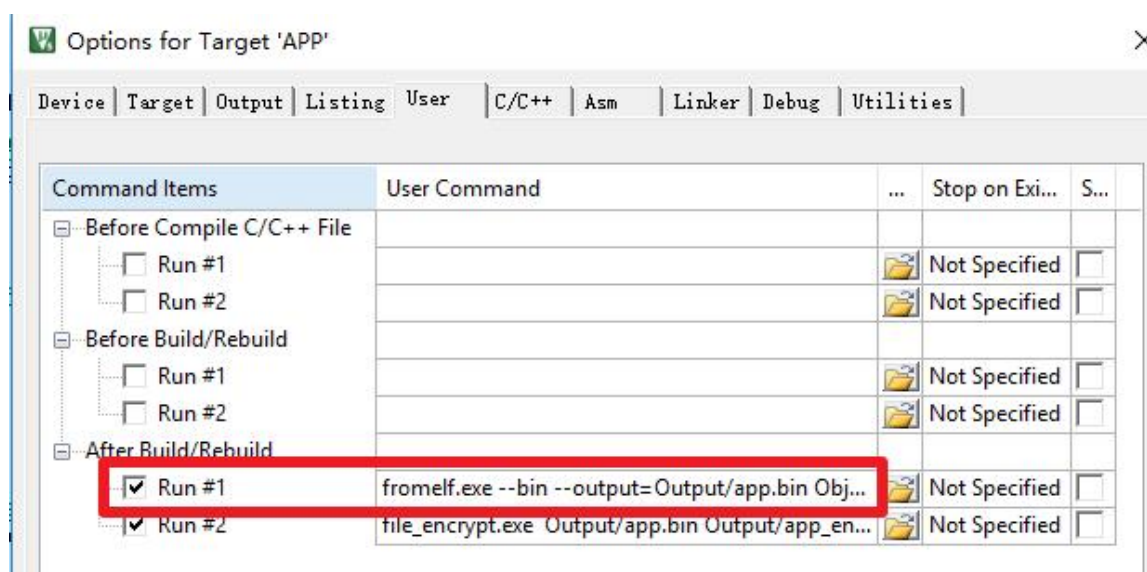 Options for Target 'APP'
Device Target Output Listing User C/C++ Asm Linker Debug Utilities
Command Items User Command ... Stop on Exi... S...
Before Compile C/C++ File
Run #1 Not Specified
Run #2 Not Specified
Before Build/Rebuild
Run #1 Not Specified
Run #2 Not Specified
After Build/Rebuild
Run #1 fromelf.exe --bin --output=Output/app.bin Obj... Not Specified
Run #2 file_encrypt.exe Output/app.bin Output/app_en... Not Specified